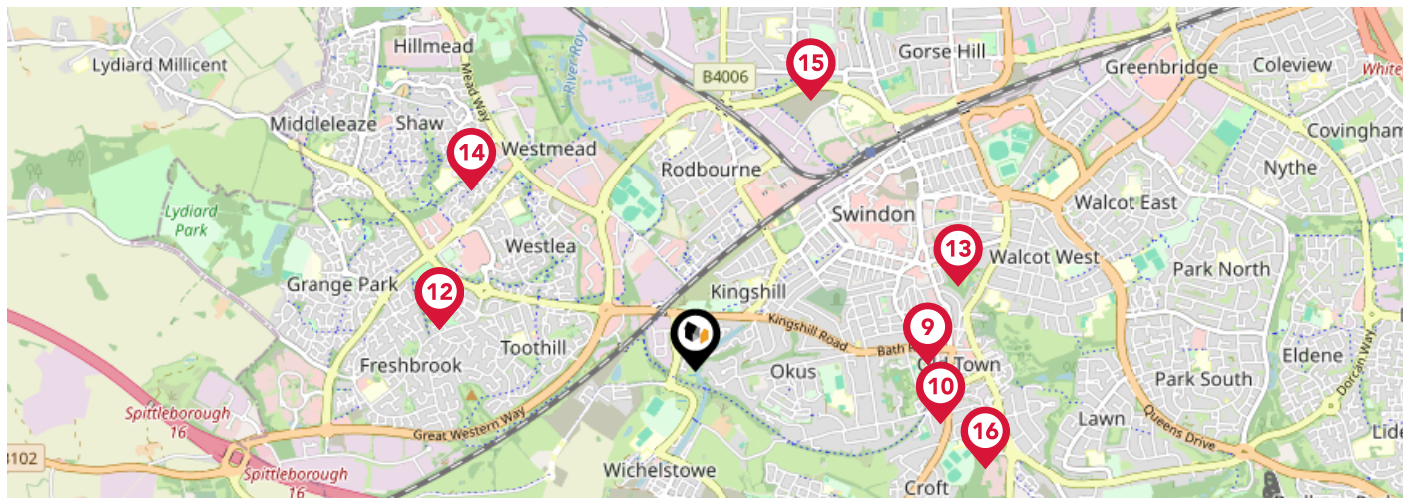 Hillmead
Gorse Hill
Lydiard Millicent
Mead Way
River Ray
B4006
15
Greenbridge
Coleview
White
Middleleaze
Shaw
14
Westmead
Rodbourne
Covingham
Nythe
Lydiard
Park
Swindon
Walcot East
Westlea
13
Walcot West
Park North
Grange Park
12
Kingshill
9
Kingshill Road
Bath
Toothill
Freshbrook
Okus
Town
Eldene
Dorcan Way
Park South
10
Spittleborough
16
Great Western Way
16
Lawn
Queens Drive
Lide
3102
Spittleborough
16
Wichelstowe
Croft